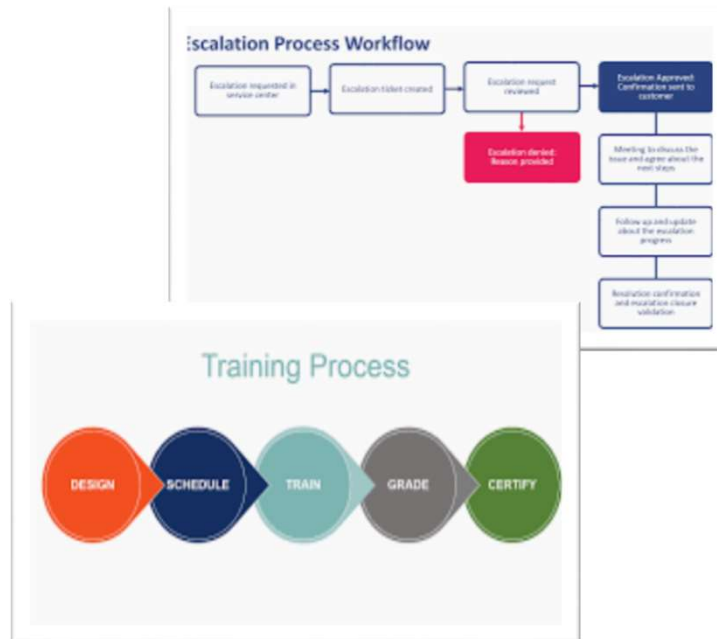 Escalation Process Workflow
Escalation requested in
service center
Escalation ticket created
Escalation request
reviewed
Escalation Approved:
Confirmation sent to
customer
Escalation denied:
Reason provided
Meeting to discuss the
issue and agree about the
next steps
Follow up and update
about the escalation
progress
Resolution confirmation
and escalation closure
validation
Training Process
DESIGN
SCHEDULE
TRAIN
GRADE
CERTIFY